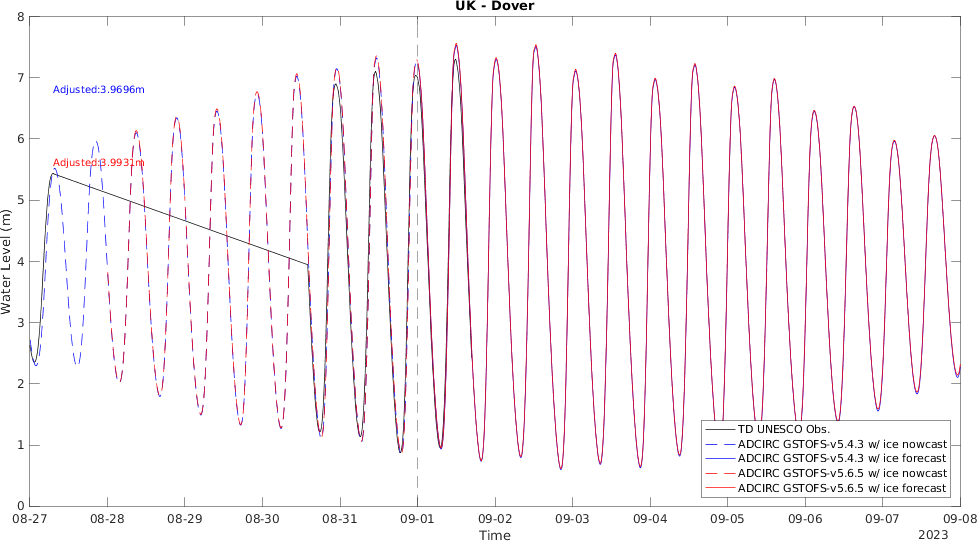 UK - Dover
8
7
6
5
4
3
2
1
0
Water Level (m)
Adjusted:3.9696m
Adjusted:3.9931m
TD UNESCO Obs.
ADCIRC GSTOFS-v5.4.3 w/ ice nowcast
ADCIRC GSTOFS-v5.4.3 w/ ice forecast
ADCIRC GSTOFS-v5.6.5 w/ ice nowcast
ADCIRC GSTOFS-v5.6.5 w/ ice forecast
08-27 08-28 08-29 08-30 08-31 09-01 09-02 09-03 09-04 09-05 09-06 09-07 09-08
Time
2023